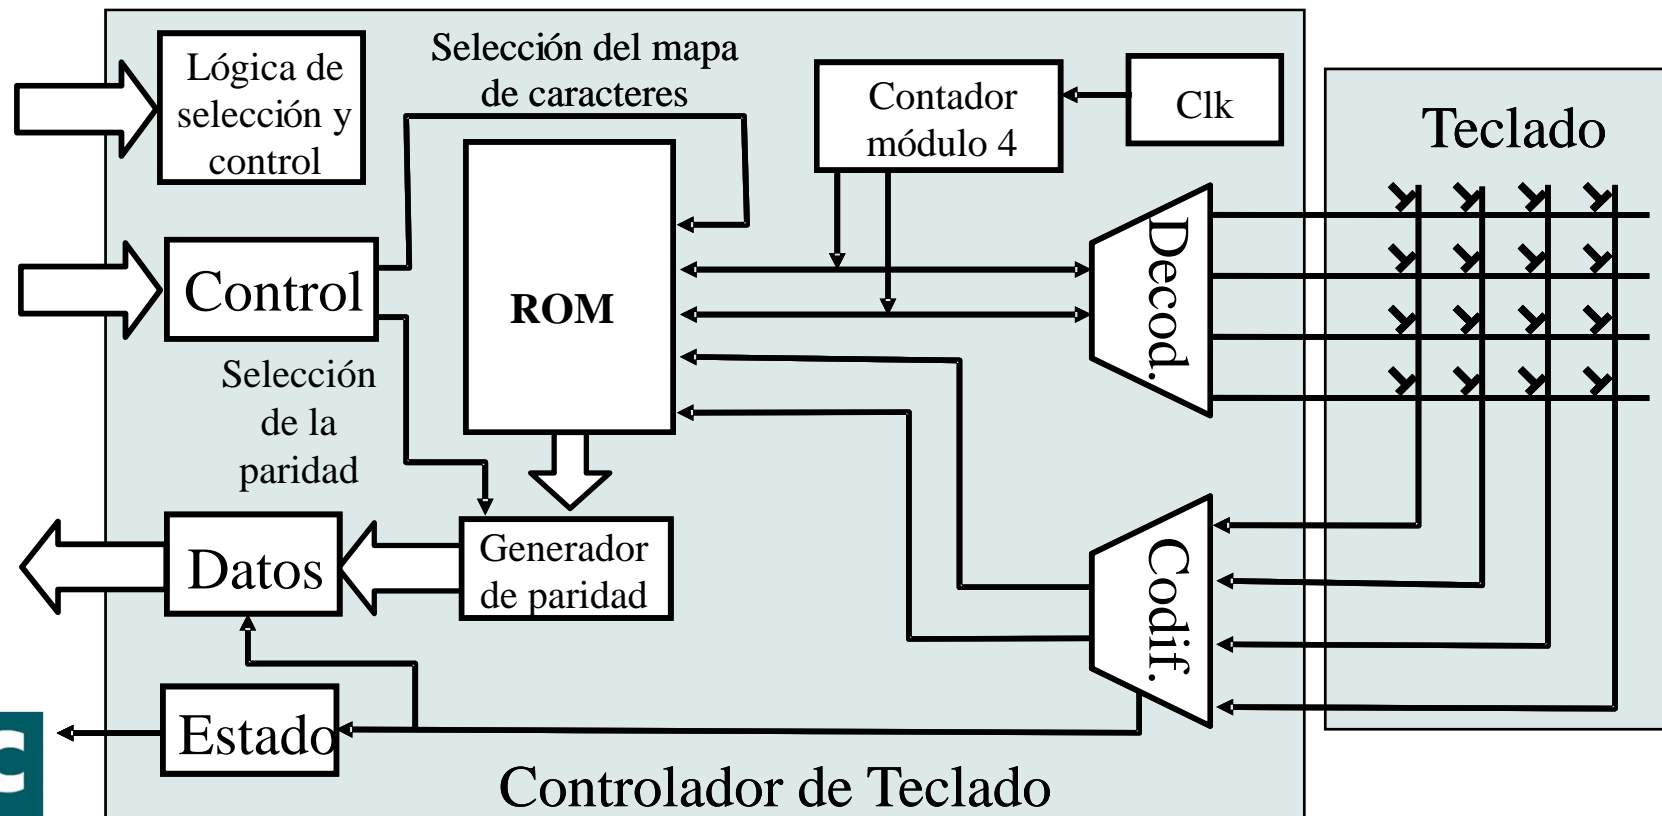 Lógica de
selección y
control
Selección del mapa
de caracteres
Contador
módulo 4
Clk
Teclado
Control
ROM
Decod.
Selección
de la
paridad
Datos
Generador
de paridad
Codif.
Estado
Controlador de Teclado
C